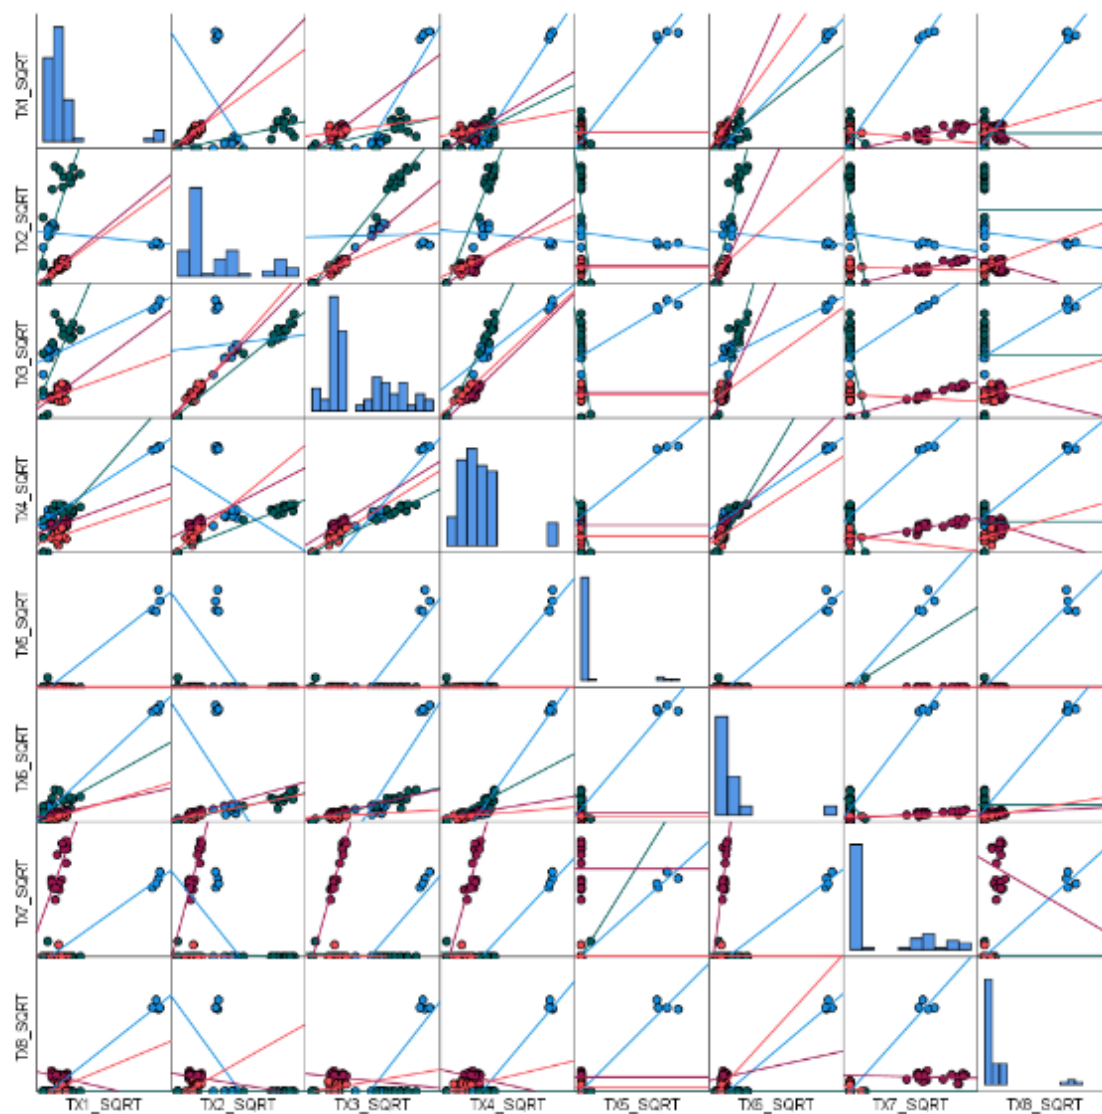 TX1_SQRT
TX2_SQRT
TX3_SQRT
TX4_SQRT
TX5_SQRT
TX6_SQRT
TX7_SQRT
TX8_SQRT
TX1_SQRT TX2_SQRT TX3_SQRT TX4_SQRT TX5_SQRT TX6_SQRT TX7_SQRT TX8_SQRT